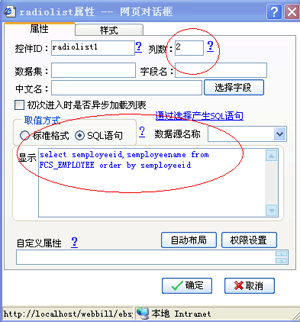 radiolist属性 -- 网页对话框
属性 样式
控件ID： radiolist1 ? 列数： 2 ?
数据集： 字段名：
中文名： 选择字段
初次进入时是否异步加载列表
取值方式 通过选择产生SQL语句
标准格式 SQL语句 ? 数据源名称
显示 select semployeeid,semployeename from
FCS_EMPLOYEE order by semployeeid
自定义属性 ? 自动布局 权限设置
确定 取消
http://localhost/webbill/ebs 本地 Intranet